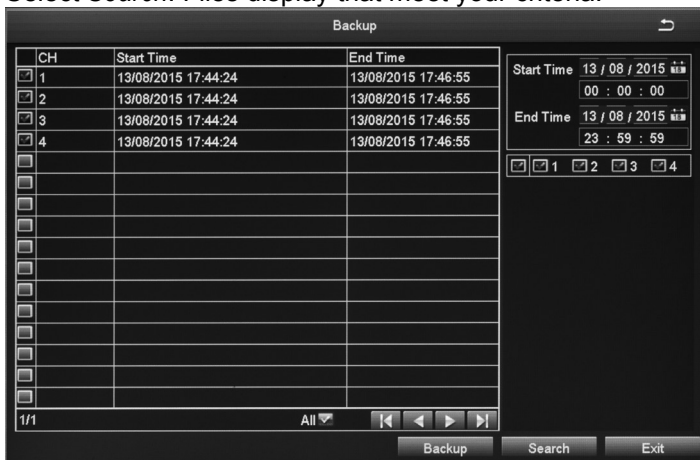 Select Search. Files display that meet your criteria.
Backup
CH Start Time End Time
1 13/08/2015 17:44:24 13/08/2015 17:46:55
2 13/08/2015 17:44:24 13/08/2015 17:46:55
3 13/08/2015 17:44:24 13/08/2015 17:46:55
4 13/08/2015 17:44:24 13/08/2015 17:46:55
1/1 All
Start Time 13 / 08 / 2015
00 : 00 : 00
End Time 13 / 08 / 2015
23 : 59 : 59
1 2 3 4
Backup Search Exit